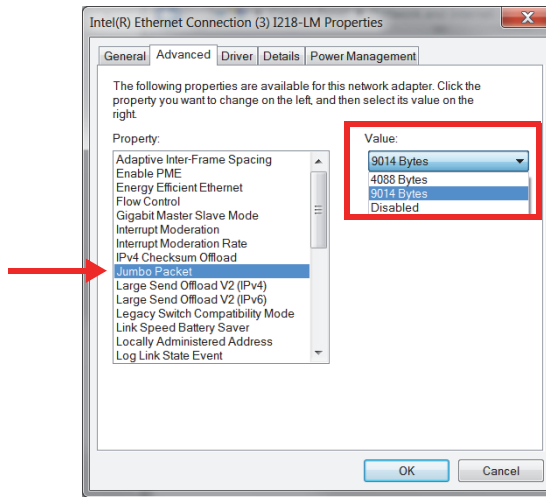 Intel(R) Ethernet Connection (3) I218-LM Properties
X
General Advanced Driver Details Power Management
The following properties are available for this network adapter. Click the
property you want to change on the left, and then select its value on the
right.
Property:
Value:
Adaptive Inter-Frame Spacing
Enable PME
Energy Efficient Ethernet
Flow Control
Gigabit Master Slave Mode
Interrupt Moderation
Interrupt Moderation Rate
IPv4 Checksum Offload
Jumbo Packet
Large Send Offload V2 (IPv4)
Large Send Offload V2 (IPv6)
Legacy Switch Compatibility Mode
Link Speed Battery Saver
Locally Administered Address
Log Link State Event
9014 Bytes
4088 Bytes
9014 Bytes
Disabled
OK Cancel